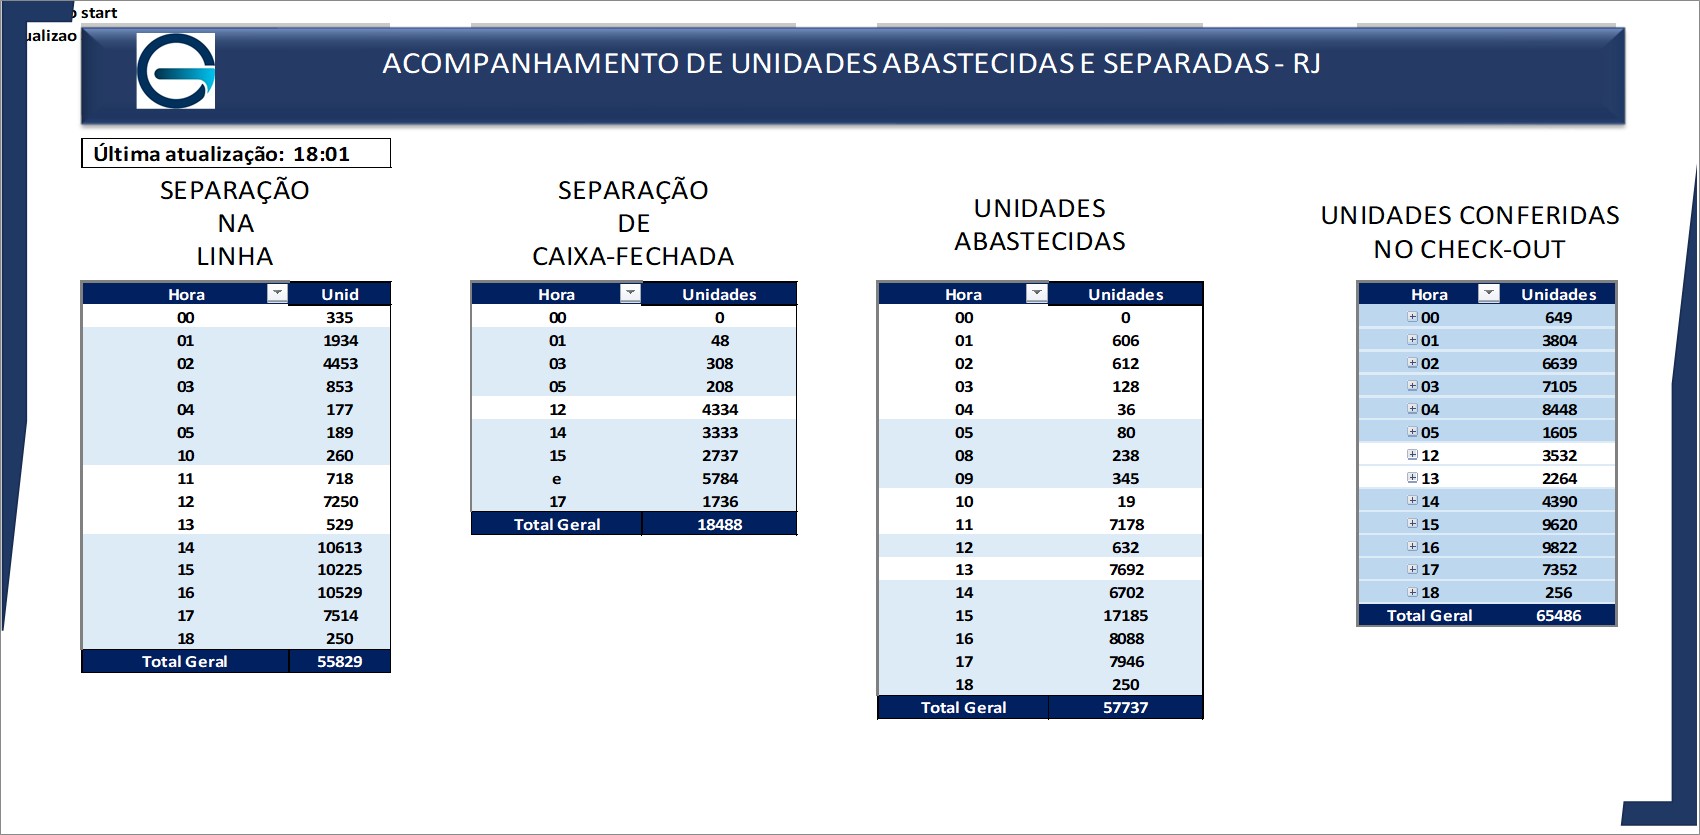 o start
ualizao
ACOMPANHAMENTO DE UNIDADES ABASTECIDAS E SEPARADAS - RJ
Última atualização: 18:01
SEPARAÇÃO
NA
LINHA
Hora Unid
00 335
01 1934
02 4453
03 853
04 177
05 189
10 260
11 718
12 7250
13 529
14 10613
15 10225
16 10529
17 7514
18 250
Total Geral 55829
SEPARAÇÃO
DE
CAIXA-FECHADA
Hora Unidades
00 0
01 48
03 308
05 208
12 4334
14 3333
15 2737
e 5784
17 1736
Total Geral 18488
UNIDADES
ABASTECIDAS
Hora Unidades
00 0
01 606
02 612
03 128
04 36
05 80
08 238
09 345
10 19
11 7178
12 632
13 7692
14 6702
15 17185
16 8088
17 7946
18 250
Total Geral 57737
UNIDADES CONFERIDAS
NO CHECK-OUT
Hora Unidades
00 649
01 3804
02 6639
03 7105
04 8448
05 1605
12 3532
13 2264
14 4390
15 9620
16 9822
17 7352
18 256
Total Geral 65486